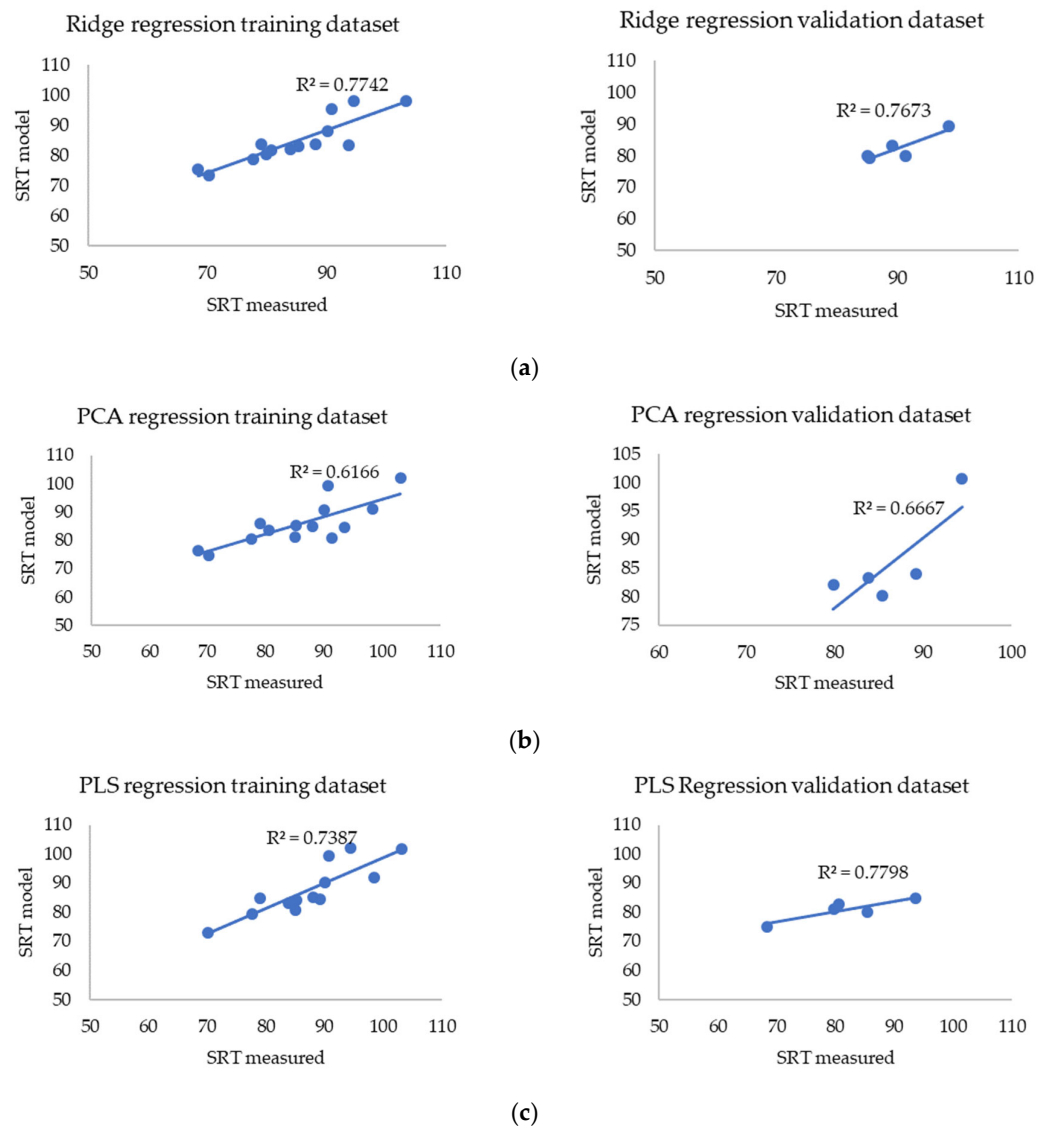 Ridge regression training dataset
R² = 0.7742
110
100
90
80
70
60
50
SRT model
50 70 90 110
SRT measured
Ridge regression validation dataset
R² = 0.7673
110
100
90
80
70
60
50
SRT model
50 70 90 110
SRT measured
(a)
PCA regression training dataset
R² = 0.6166
110
100
90
80
70
60
50
SRT model
50 60 70 80 90 100 110
SRT measured
PCA regression validation dataset
R² = 0.6667
105
100
95
90
85
80
75
SRT model
60 70 80 90 100
SRT measured
(b)
PLS regression training dataset
R² = 0.7387
110
100
90
80
70
60
50
SRT model
50 60 70 80 90 100 110
SRT measured
PLS Regression validation dataset
R² = 0.7798
110
100
90
80
70
60
50
SRT model
50 60 70 80 90 100 110
SRT measured
(c)